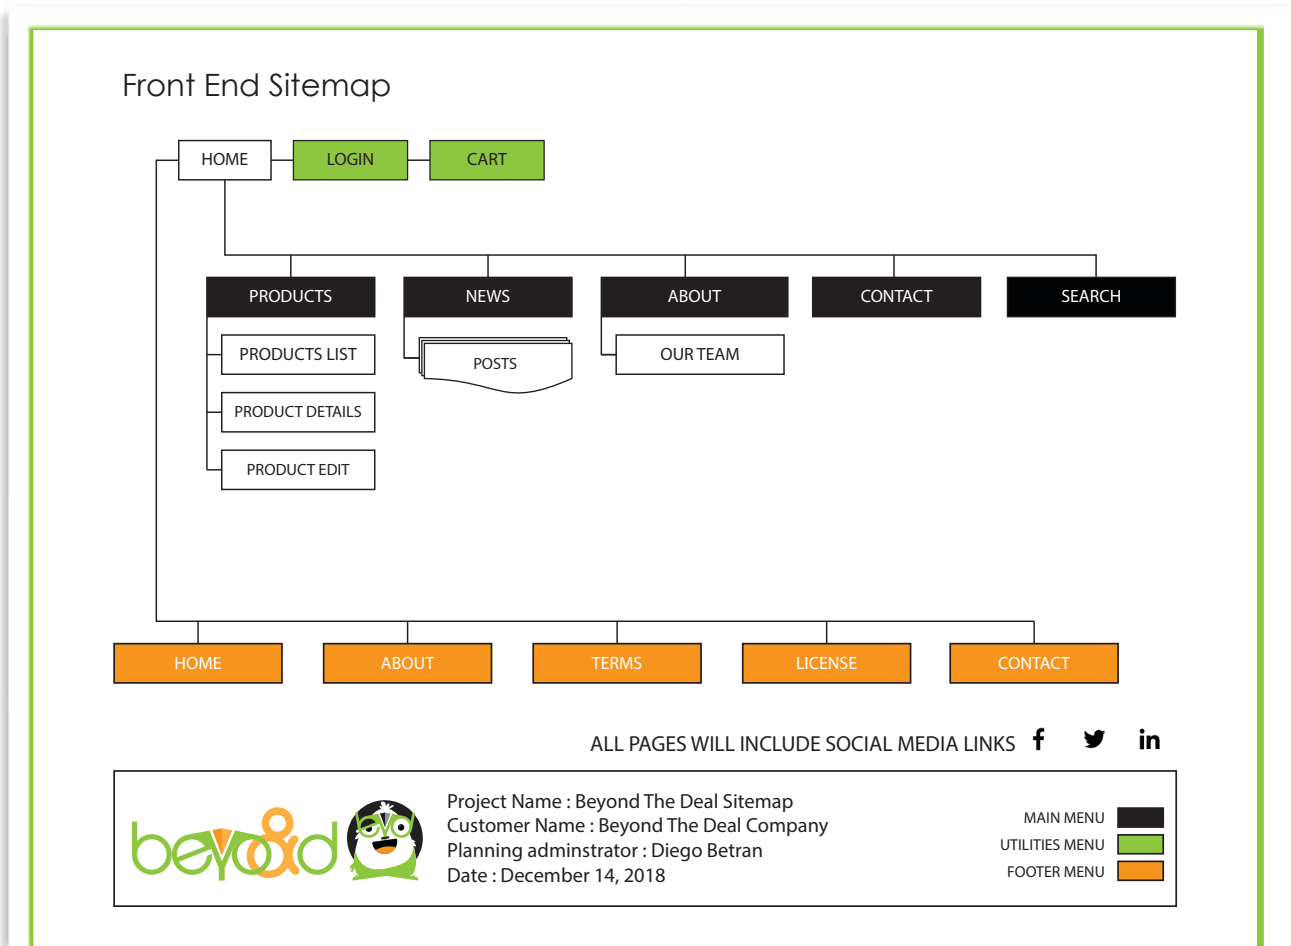 Front End Sitemap
HOME
LOGIN
CART
PRODUCTS
NEWS
ABOUT
CONTACT
SEARCH
PRODUCTS LIST
POSTS
OUR TEAM
PRODUCT DETAILS
PRODUCT EDIT
HOME
ABOUT
TERMS
LICENSE
CONTACT
ALL PAGES WILL INCLUDE SOCIAL MEDIA LINKS f in
beyond
Project Name : Beyond The Deal Sitemap
Customer Name : Beyond The Deal Company
Planning adminstrator : Diego Betran
Date : December 14, 2018
MAIN MENU
UTILITIES MENU
FOOTER MENU